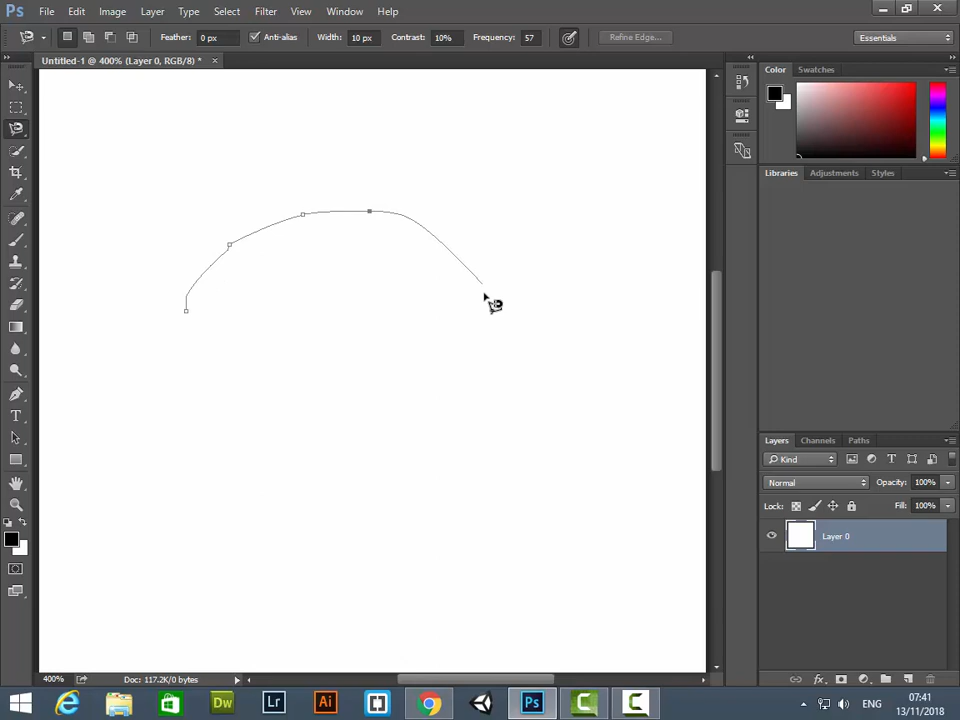 Ps File Edit Image Layer Type Select Filter View Window Help
Feather: 0 px Anti-alias Width: 10 px Contrast: 10% Frequency: 57 Refine Edge... Essentials
Untitled-1 @ 400% (Layer 0, RGB/8) *
Color Swatches
Libraries Adjustments Styles
Layers Channels Paths
Kind
Normal Opacity: 100%
Lock: Fill: 100%
Layer 0
fx
400% Doc: 117.2K/0 bytes
Dw Lr Ai Ps ENG 07:41
13/11/2018